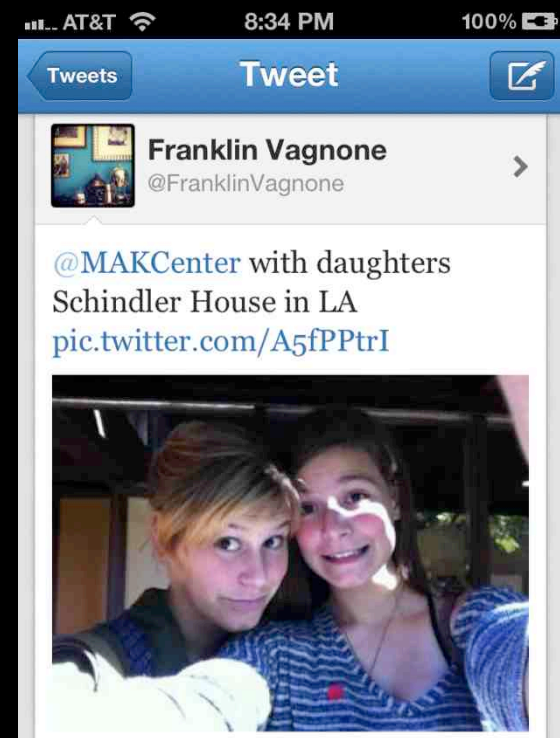 AT&T 8:34 PM 100%
Tweets Tweet
Franklin Vagnone
@FranklinVagnone
@MAKCenter with daughters
Schindler House in LA
pic.twitter.com/A5fPPtrI